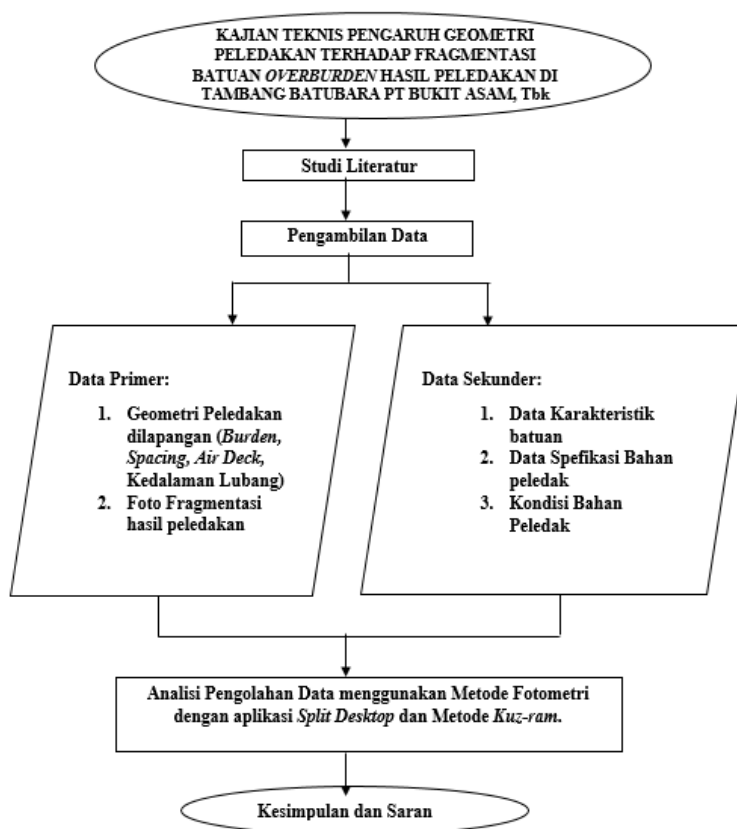 KAJIAN TEKNIS PENGARUH GEOMETRI
PELEDAKAN TERHADAP FRAGMENTASI
BATUAN OVERBURDEN HASIL PELEDAKAN DI
TAMBANG BATUBARA PT BUKIT ASAM, Tbk
Studi Literatur
Pengambilan Data
Data Primer:
1. Geometri Peledakan
dilapangan (Burden,
Spacing, Air Deck,
Kedalaman Lubang)
2. Foto Fragmentasi
hasil peledakan
Data Sekunder:
1. Data Karakteristik
batuan
2. Data Spefikasi Bahan
peledak
3. Kondisi Bahan
Peledak
Analisi Pengolahan Data menggunakan Metode Fotometri
dengan aplikasi Split Desktop dan Metode Kuz-ram.
Kesimpulan dan Saran